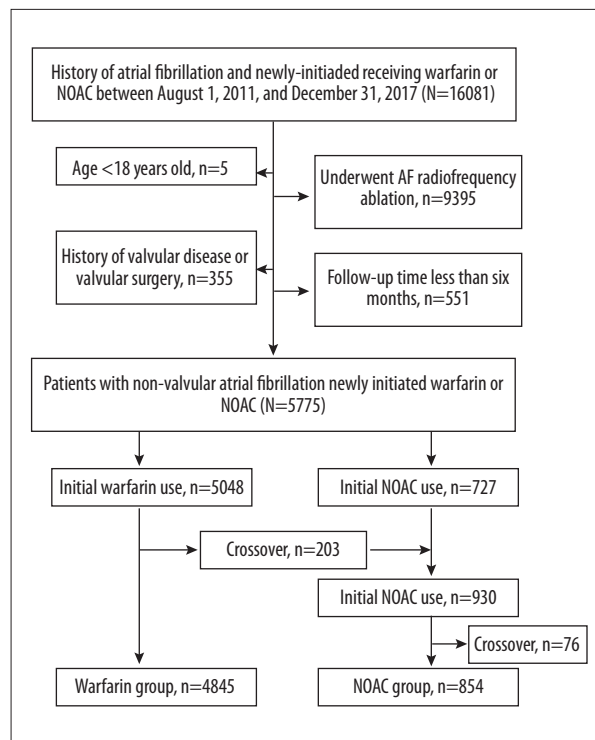 History of atrial fibrillation and newly-initiaded receiving warfarin or
NOAC between August 1, 2011, and December 31, 2017 (N=16081)
Age <18 years old, n=5
Underwent AF radiofrequency
ablation, n=9395
History of valvular disease or
valvular surgery, n=355
Follow-up time less than six
months, n=551
Patients with non-valvular atrial fibrillation newly initiated warfarin or
NOAC (N=5775)
Initial warfarin use, n=5048
Initial NOAC use, n=727
Crossover, n=203
Initial NOAC use, n=930
Crossover, n=76
Warfarin group, n=4845
NOAC group, n=854